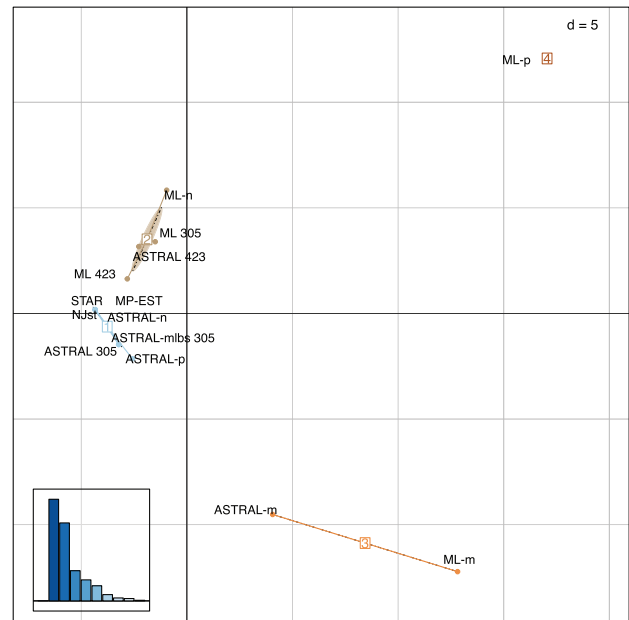 d = 5
ML-p
4
ML-n
ML 305
2
ASTRAL 423
ML 423
STAR MP-EST
NJst ASTRAL-n
1
ASTRAL-mlbs 305
ASTRAL 305
ASTRAL-p
ASTRAL-m
3
ML-m